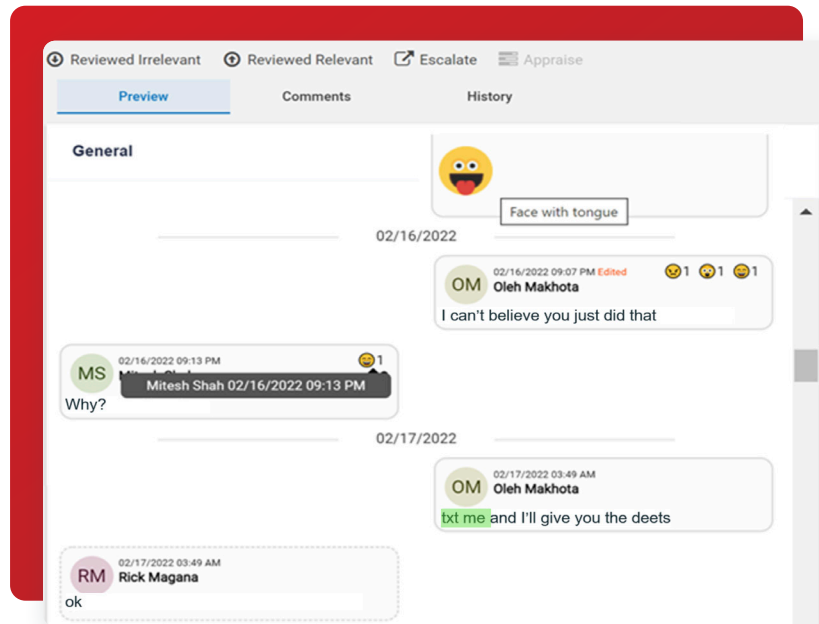 Reviewed Irrelevant Reviewed Relevant Escalate Appraise
Preview Comments History
General
Face with tongue
02/16/2022
OM 02/16/2022 09:07 PM Edited 1 1 1
Oleh Makhota
I can't believe you just did that
MS 02/16/2022 09:13 PM 1
Mitesh Shah 02/16/2022 09:13 PM
Why?
02/17/2022
OM 02/17/2022 03:49 AM
Oleh Makhota
txt me and I'll give you the deets
RM 02/17/2022 03:49 AM
Rick Magana
ok